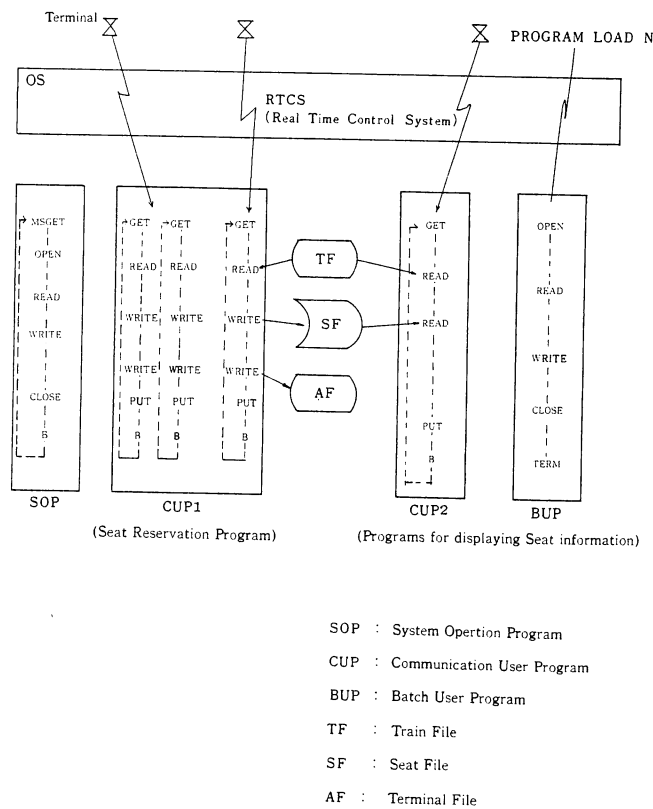 Terminal
PROGRAM LOAD N
OS
RTCS
(Real Time Control System)
MSGET
OPEN
READ
WRITE
CLOSE
B
GET GET GET
READ READ READ
WRITE WRITE WRITE
WRITE WRITE WRITE
PUT PUT PUT
B B B
TF
SF
AF
GET
READ
READ
PUT
B
OPEN
READ
WRITE
CLOSE
TERM
SOP
CUP1
(Seat Reservation Program)
CUP2
BUP
(Programs for displaying Seat information)
SOP : System Opertion Program
CUP : Communication User Program
BUP : Batch User Program
TF : Train File
SF : Seat File
AF : Terminal File